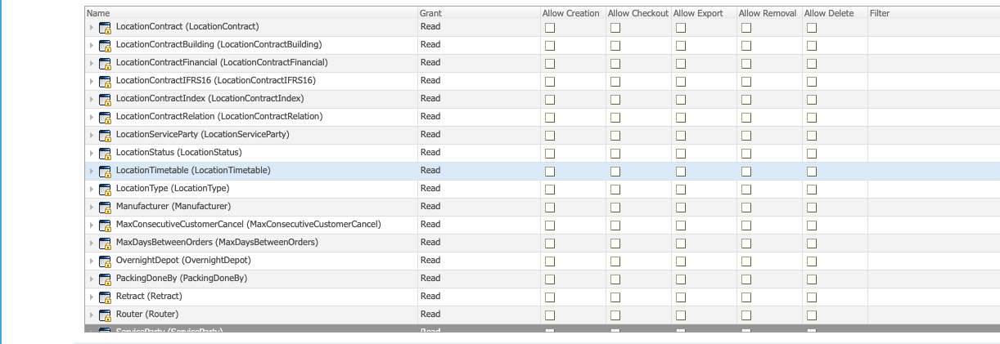 Name Grant Allow Creation Allow Checkout Allow Export Allow Removal Allow Delete Filter
LocationContract (LocationContract) Read
LocationContractBuilding (LocationContractBuilding) Read
LocationContractFinancial (LocationContractFinancial) Read
LocationContractIFRS16 (LocationContractIFRS16) Read
LocationContractIndex (LocationContractIndex) Read
LocationContractRelation (LocationContractRelation) Read
LocationServiceParty (LocationServiceParty) Read
LocationStatus (LocationStatus) Read
LocationTimetable (LocationTimetable) Read
LocationType (LocationType) Read
Manufacturer (Manufacturer) Read
MaxConsecutiveCustomerCancel (MaxConsecutiveCustomerCancel) Read
MaxDaysBetweenOrders (MaxDaysBetweenOrders) Read
OvernightDepot (OvernightDepot) Read
PackingDoneBy (PackingDoneBy) Read
Retract (Retract) Read
Router (Router) Read
ServiceParty (ServiceParty) Read